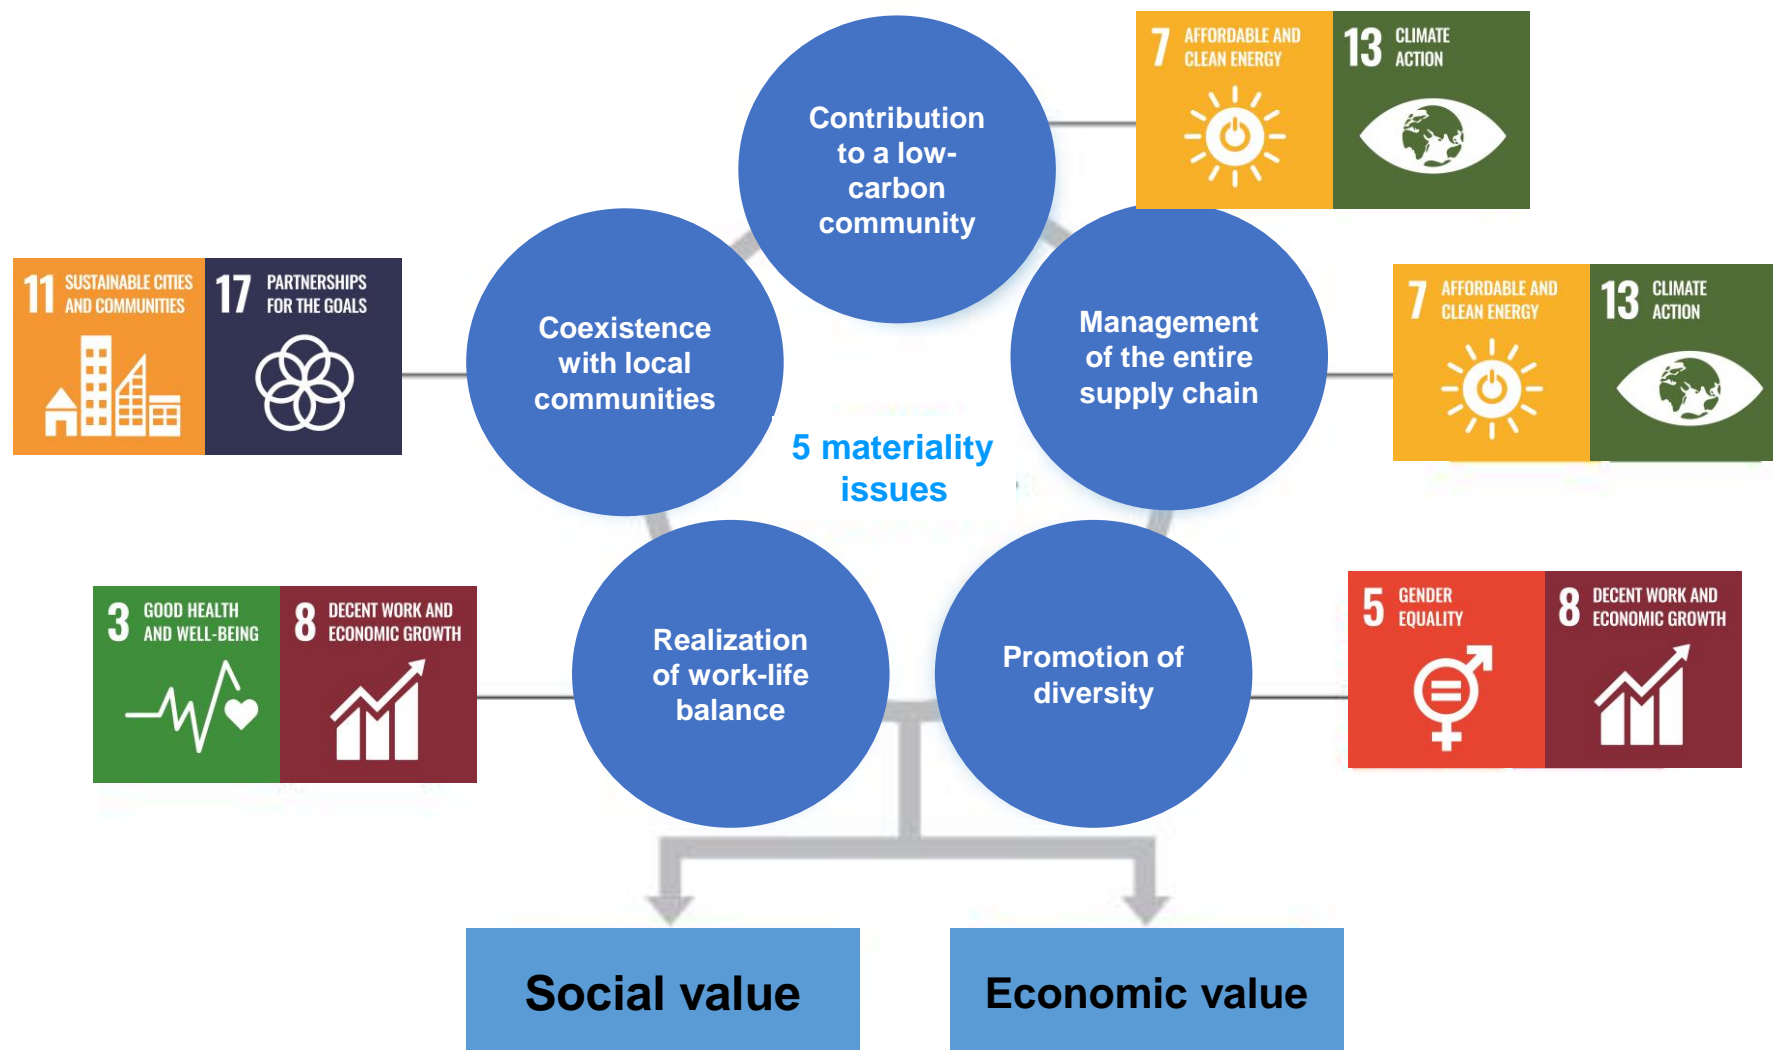 7 AFFORDABLE AND
CLEAN ENERGY
13 CLIMATE
ACTION
Contribution
to a low-
carbon
community
11 SUSTAINABLE CITIES
AND COMMUNITIES
17 PARTNERSHIPS
FOR THE GOALS
Coexistence
with local
communities
Management
of the entire
supply chain
7 AFFORDABLE AND
CLEAN ENERGY
13 CLIMATE
ACTION
5 materiality
issues
3 GOOD HEALTH
AND WELL-BEING
8 DECENT WORK AND
ECONOMIC GROWTH
Realization
of work-life
balance
Promotion of
diversity
5 GENDER
EQUALITY
8 DECENT WORK AND
ECONOMIC GROWTH
Social value
Economic value